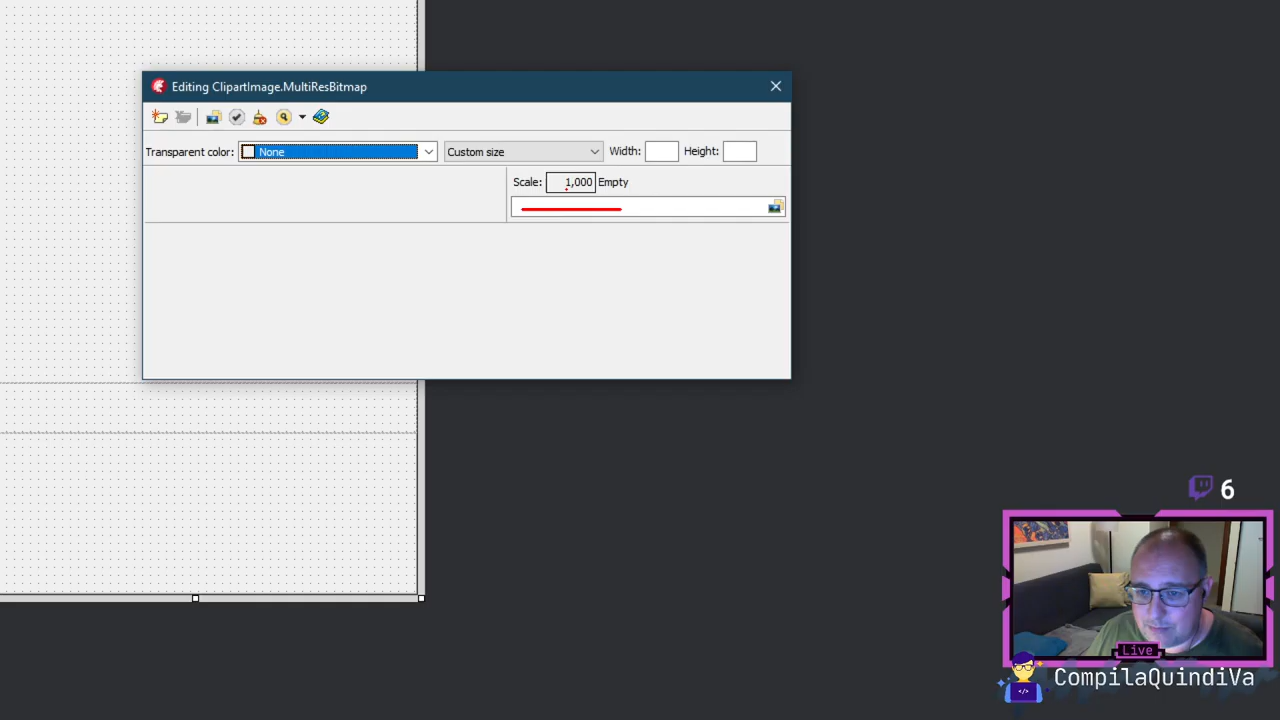 Editing ClipartImage.MultiResBitmap
Transparent color: None Custom size Width: Height:
Scale: 1,000 Empty
6
Live
CompilaQuindiVa